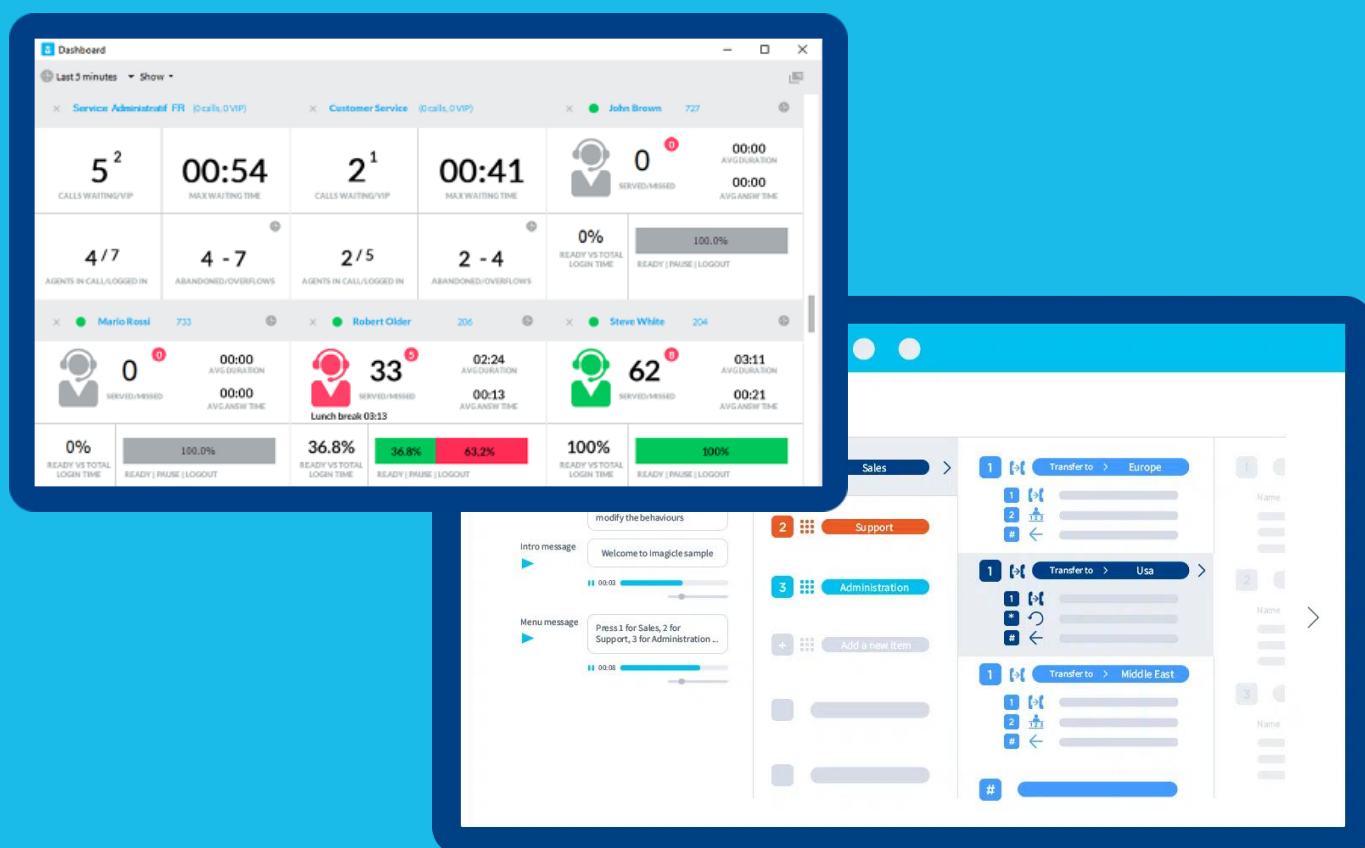 Dashboard
Last 5 minutes Show
Service Administratif FR (0 calls, 0 VIP)
Customer Service (0 calls, 0 VIP)
John Brown 727
5 2
CALLS WAITING/VIP
00:54
MAX WAITING TIME
2 1
CALLS WAITING/VIP
00:41
MAX WAITING TIME
0 0
SERVED/MISSED
00:00
AVG DURATION
00:00
AVG ANSW TIME
4/7
AGENTS IN CALL/LOGGED IN
4 - 7
ABANDONED/OVERFLOWS
2/5
AGENTS IN CALL/LOGGED IN
2 - 4
ABANDONED/OVERFLOWS
0%
READY VS TOTAL
LOGIN TIME
100.0%
READY | PAUSE | LOGOUT
Mario Rossi 733
Robert Older 206
Steve White 204
0 0
SERVED/MISSED
00:00
AVG DURATION
00:00
AVG ANSW TIME
33 5
SERVED/MISSED
Lunch break 03:13
02:24
AVG DURATION
00:13
AVG ANSW TIME
62 8
SERVED/MISSED
03:11
AVG DURATION
00:21
AVG ANSW TIME
0%
READY VS TOTAL
LOGIN TIME
100.0%
READY | PAUSE | LOGOUT
36.8%
READY VS TOTAL
LOGIN TIME
36.8% 63,2%
READY | PAUSE | LOGOUT
100%
READY VS TOTAL
LOGIN TIME
100%
READY | PAUSE | LOGOUT
modify the behaviours
Intro message
Welcome to Imagicle sample
00:03
Menu message
Press 1 for Sales, 2 for
Support, 3 for Administration ...
00:08
Sales
2 Support
3 Administration
+ Add a new item
1 Transfer to > Europe
1
2
#
1 Transfer to > Usa
1
*
#
1 Transfer to > Middle East
1
2
#
#
1
Name
2
Name
3
Name